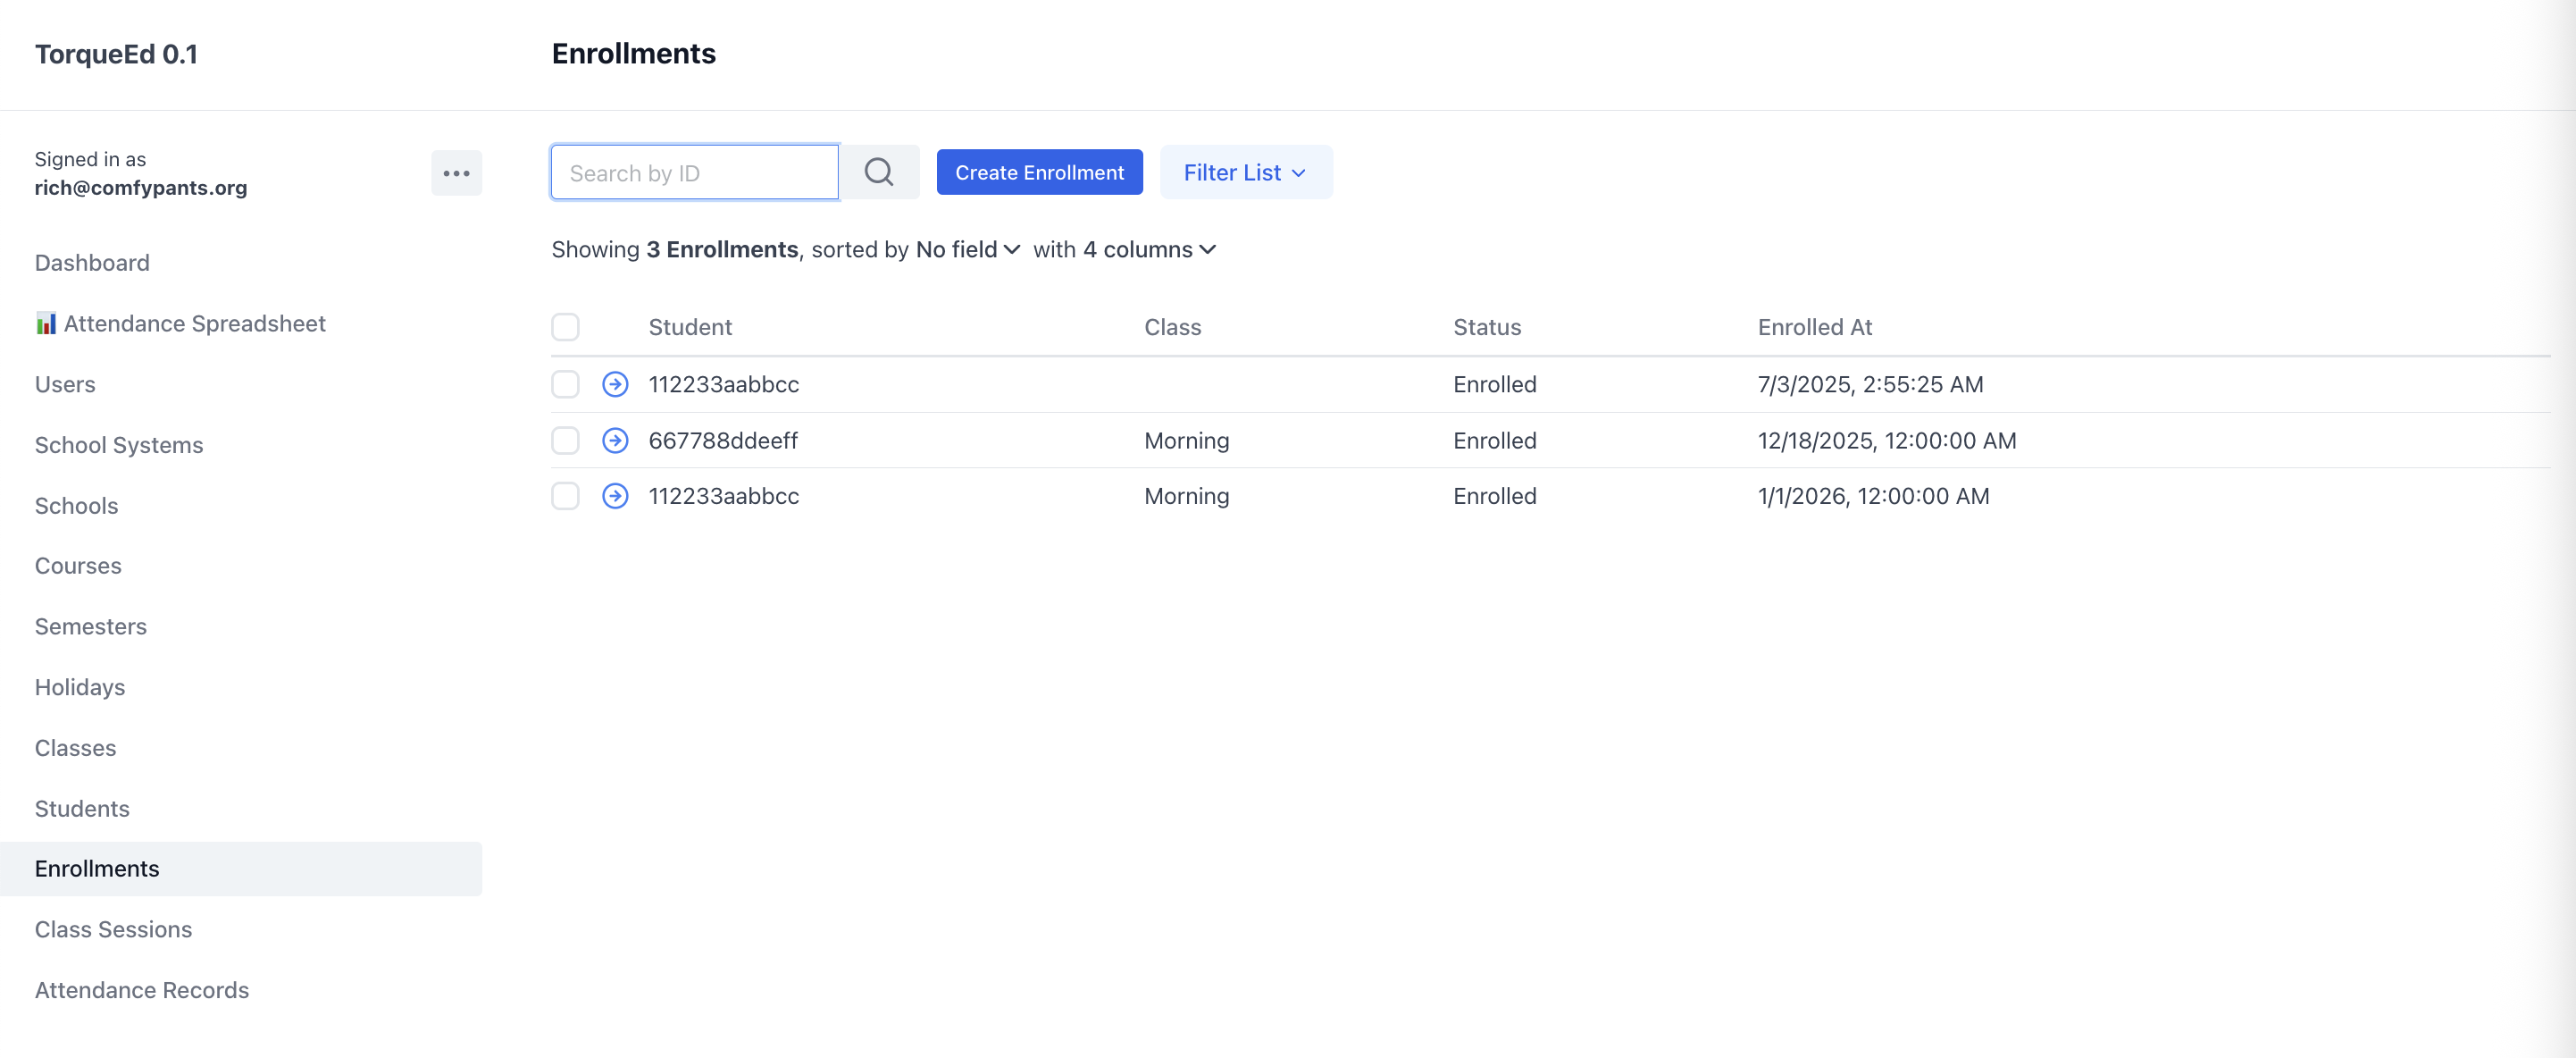 TorqueEd 0.1
Enrollments
Signed in as
rich@comfypants.org
Dashboard
Attendance Spreadsheet
Users
School Systems
Schools
Courses
Semesters
Holidays
Classes
Students
Enrollments
Class Sessions
Attendance Records
Search by ID
Create Enrollment
Filter List
Showing 3 Enrollments, sorted by No field with 4 columns
Student Class Status Enrolled At
112233aabbcc Enrolled 7/3/2025, 2:55:25 AM
667788ddeeff Morning Enrolled 12/18/2025, 12:00:00 AM
112233aabbcc Morning Enrolled 1/1/2026, 12:00:00 AM